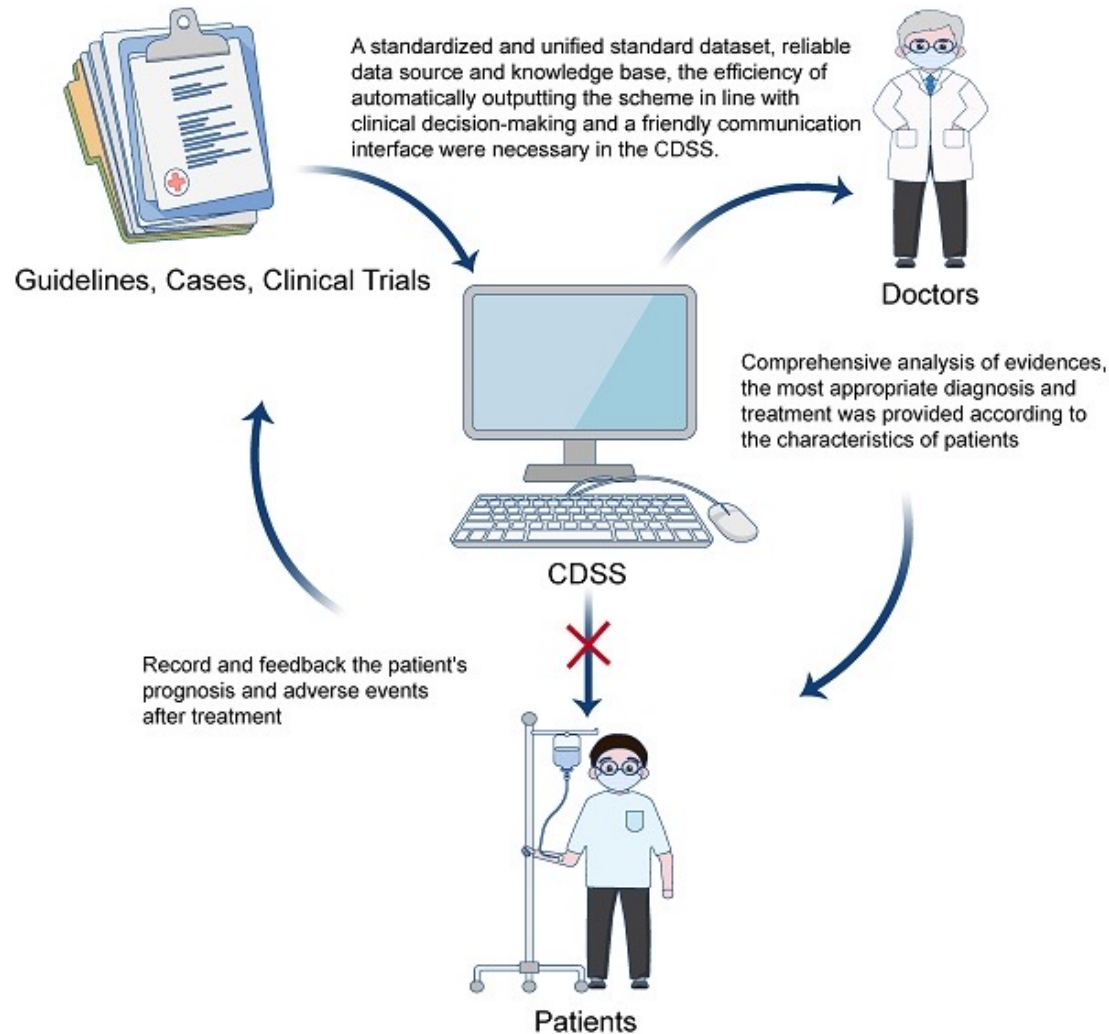 A standardized and unified standard dataset, reliable
data source and knowledge base, the efficiency of
automatically outputting the scheme in line with
clinical decision-making and a friendly communication
interface were necessary in the CDSS.
Guidelines, Cases, Clinical Trials
Doctors
Comprehensive analysis of evidences,
the most appropriate diagnosis and
treatment was provided according to
the characteristics of patients
CDSS
Record and feedback the patient's
prognosis and adverse events
after treatment
Patients